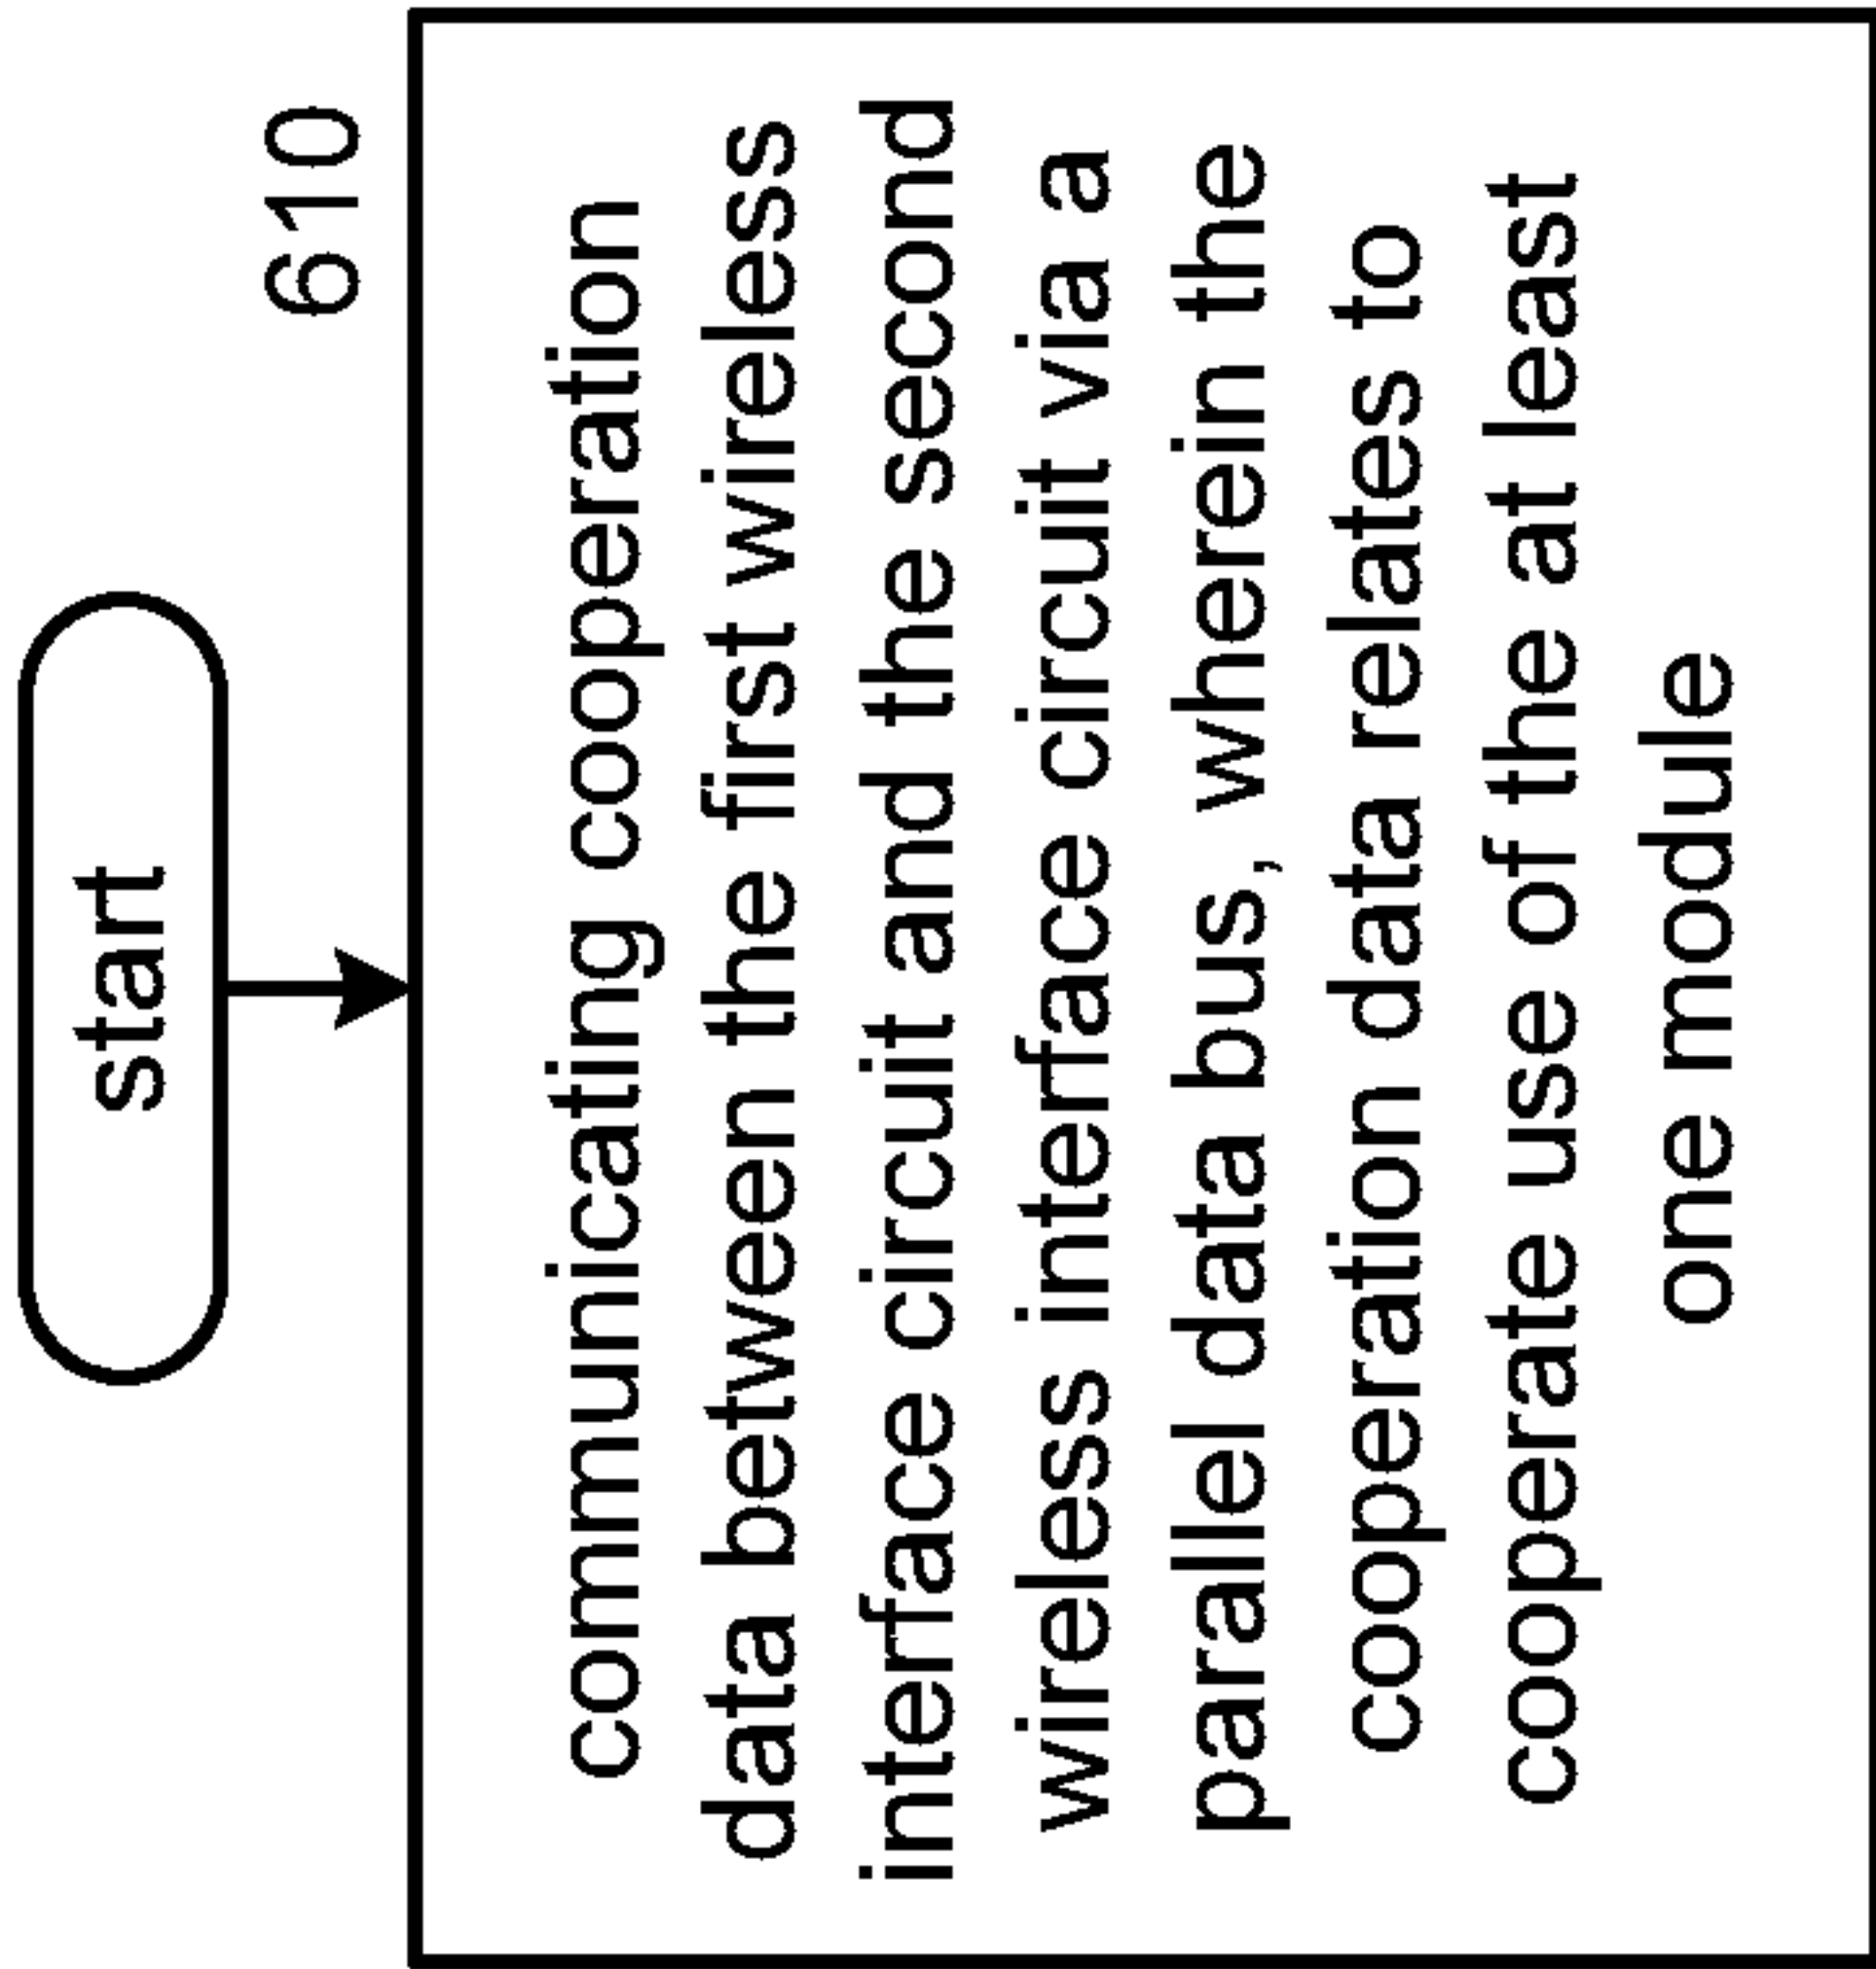 start
610
communicating cooperation
data between the first wireless
interface circuit and the second
wireless interface circuit via a
parallel data bus, wherein the
cooperation data relates to
cooperate use of the at least
one module